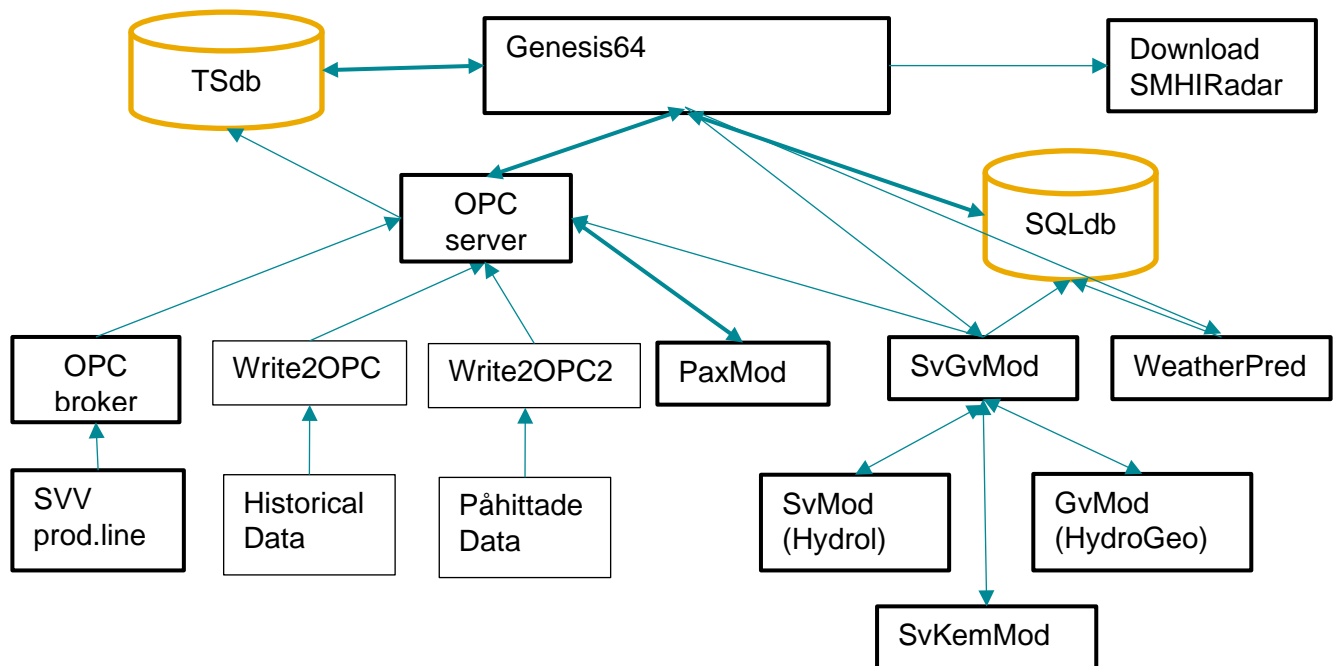 Genesis64
Download
SMHIRadar
TSdb
OPC
server
SQLdb
OPC
broker
Write2OPC
Write2OPC2
PaxMod
SvGvMod
WeatherPred
SVV
prod.line
Historical
Data
Påhittade
Data
SvMod
(Hydrol)
GvMod
(HydroGeo)
SvKemMod